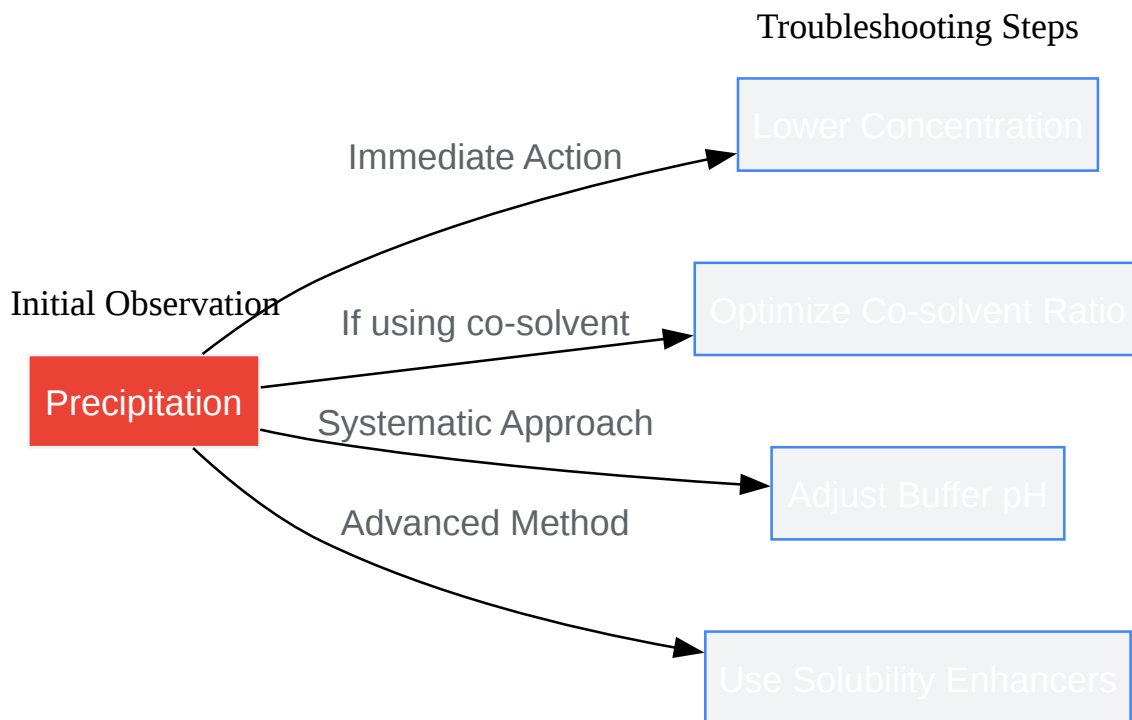 Troubleshooting Steps
Lower Concentration
Immediate Action
Initial Observation
If using co-solvent
Optimize Co-solvent Ratio
Precipitation
Systematic Approach
Adjust Buffer pH
Advanced Method
Use Solubility Enhancers